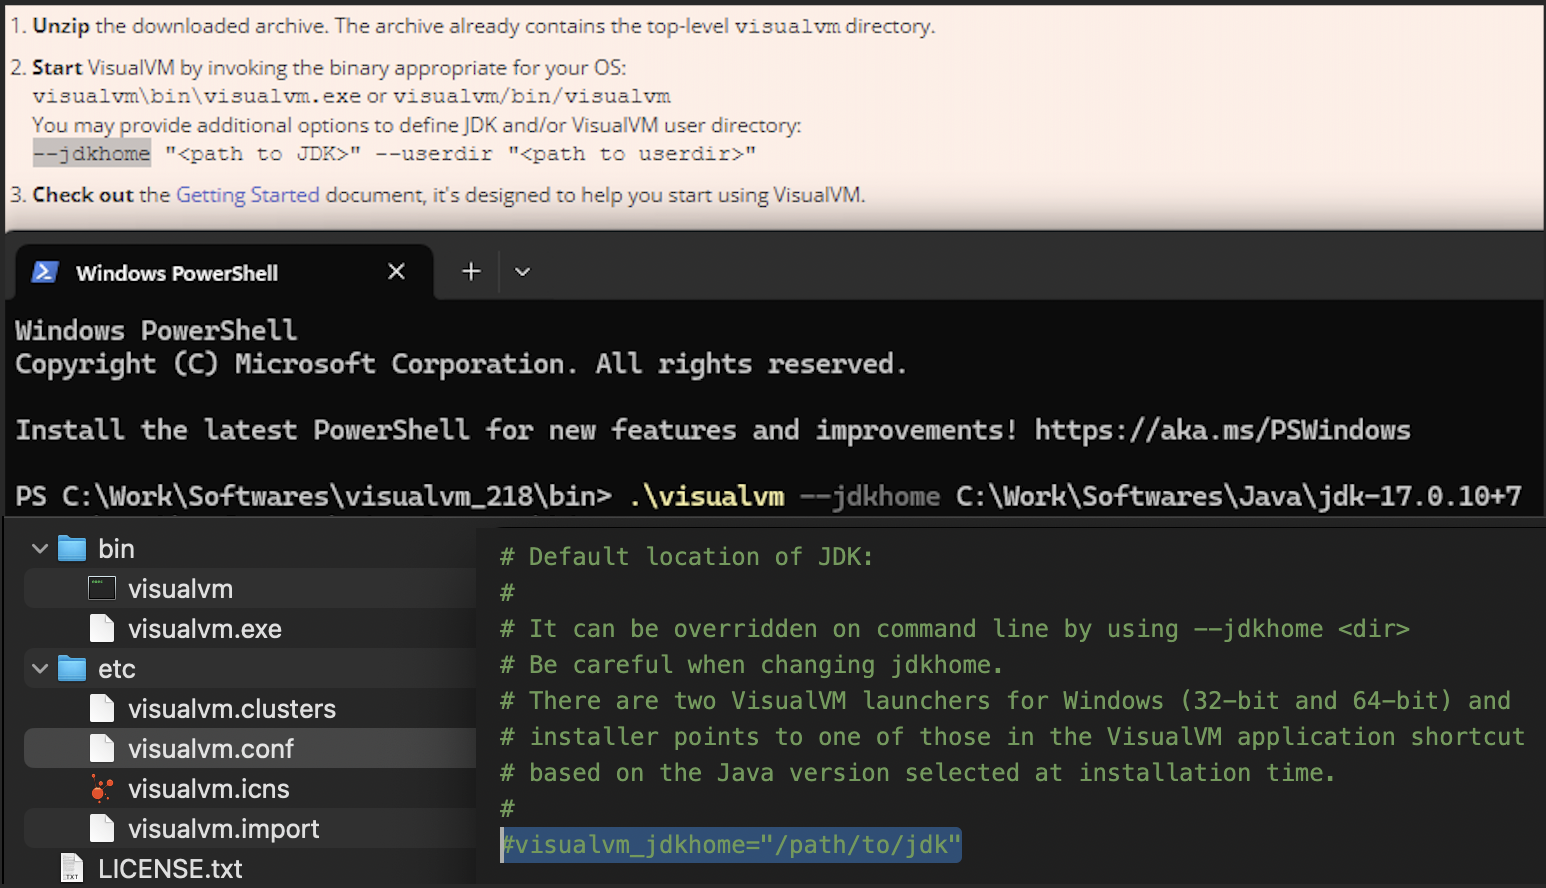 1. Unzip the downloaded archive. The archive already contains the top-level visualvm directory.
2. Start VisualVM by invoking the binary appropriate for your OS:
visualvm\bin\visualvm.exe or visualvm/bin/visualvm
You may provide additional options to define JDK and/or VisualVM user directory:
--jdkhome "<path to JDK>" --userdir "<path to userdir>"
3. Check out the Getting Started document, it's designed to help you start using VisualVM.
Windows PowerShell
Windows PowerShell
Copyright (C) Microsoft Corporation. All rights reserved.
Install the latest PowerShell for new features and improvements! https://aka.ms/PSWindows
PS C:\Work\Softwares\visualvm_218\bin> .\visualvm --jdkhome C:\Work\Softwares\Java\jdk-17.0.10+7
bin
visualvm
visualvm.exe
etc
visualvm.clusters
visualvm.conf
visualvm.icns
visualvm.import
LICENSE.txt
# Default location of JDK:
#
# It can be overridden on command line by using --jdkhome <dir>
# Be careful when changing jdkhome.
# There are two VisualVM launchers for Windows (32-bit and 64-bit) and
# installer points to one of those in the VisualVM application shortcut
# based on the Java version selected at installation time.
#
#visualvm_jdkhome="/path/to/jdk"